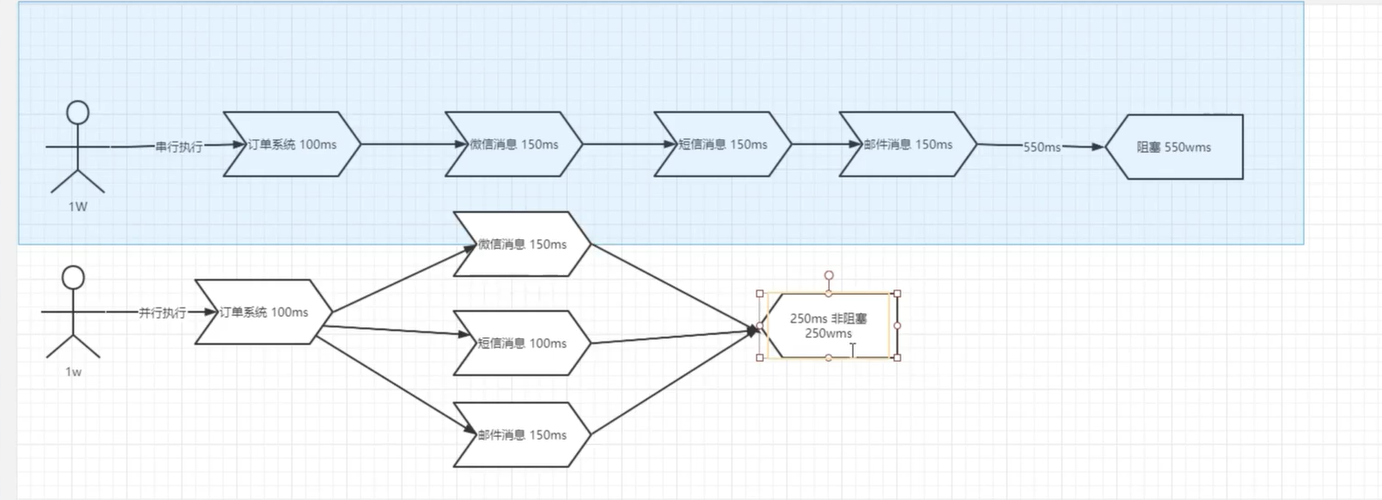 串行执行
订单系统 100ms
微信消息 150ms
短信消息 150ms
邮件消息 150ms
550ms
阻塞 550wms
1W
微信消息 150ms
并行执行
订单系统 100ms
短信消息 100ms
250ms 非阻塞
250wms
1w
邮件消息 150ms